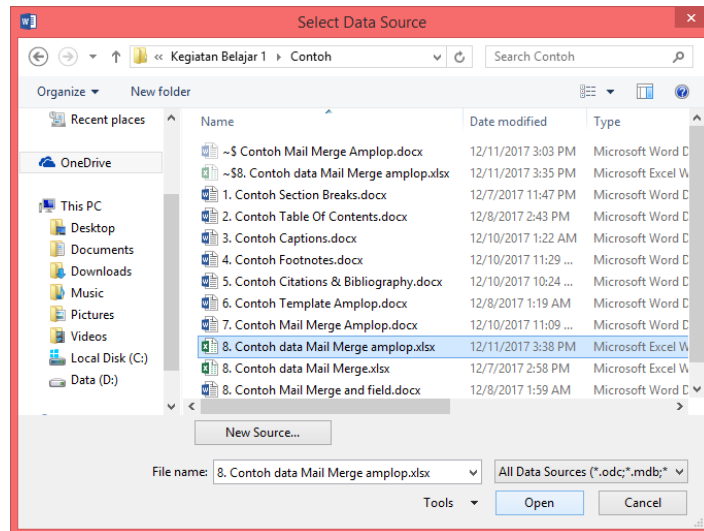 Select Data Source
« Kegiatan Belajar 1 Contoh
Search Contoh
Organize
New folder
Recent places
OneDrive
This PC
Desktop
Documents
Downloads
Music
Pictures
Videos
Local Disk (C:)
Data (D:)
Name Date modified Type
~$ Contoh Mail Merge Amplop.docx 12/11/2017 3:03 PM Microsoft Word D
~$8. Contoh data Mail Merge amplop.xlsx 12/11/2017 3:35 PM Microsoft Excel W
1. Contoh Section Breaks.docx 12/7/2017 11:47 PM Microsoft Word D
2. Contoh Table Of Contents.docx 12/8/2017 2:43 PM Microsoft Word D
3. Contoh Captions.docx 12/10/2017 1:22 AM Microsoft Word D
4. Contoh Footnotes.docx 12/10/2017 11:29 ... Microsoft Word D
5. Contoh Citations & Bibliography.docx 12/10/2017 10:24 ... Microsoft Word D
6. Contoh Template Amplop.docx 12/8/2017 1:19 AM Microsoft Word D
7. Contoh Mail Merge Amplop.docx 12/10/2017 11:09 ... Microsoft Word D
8. Contoh data Mail Merge amplop.xlsx 12/11/2017 3:38 PM Microsoft Excel W
8. Contoh data Mail Merge.xlsx 12/7/2017 2:58 PM Microsoft Excel W
8. Contoh Mail Merge and field.docx 12/8/2017 1:59 AM Microsoft Word D
New Source...
File name: 8. Contoh data Mail Merge amplop.xlsx All Data Sources (*.odc;*.mdb;*
Tools Open Cancel